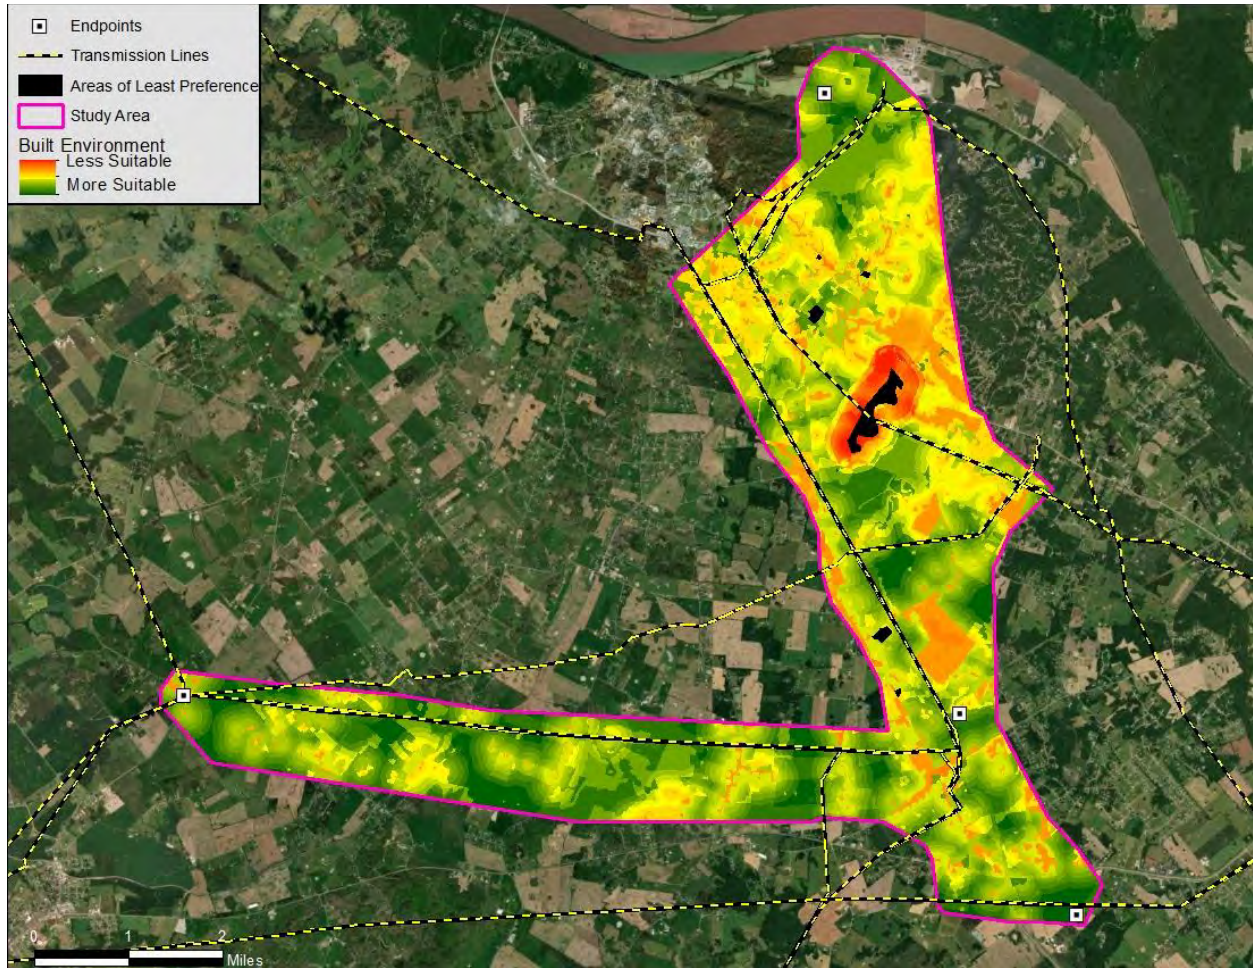 Endpoints
Transmission Lines
Areas of Least Preference
Study Area
Built Environment
Less Suitable
More Suitable
0 1 2
Miles